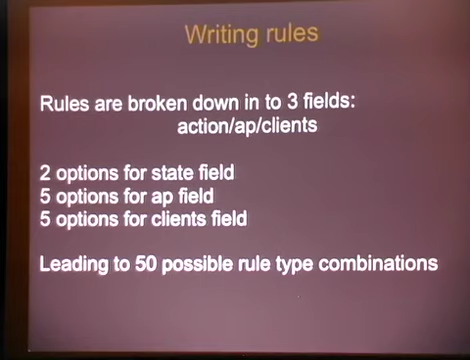 Writing rules
Rules are broken down in to 3 fields:
action/ap/clients
2 options for state field
5 options for ap field
5 options for clients field
Leading to 50 possible rule type combinations